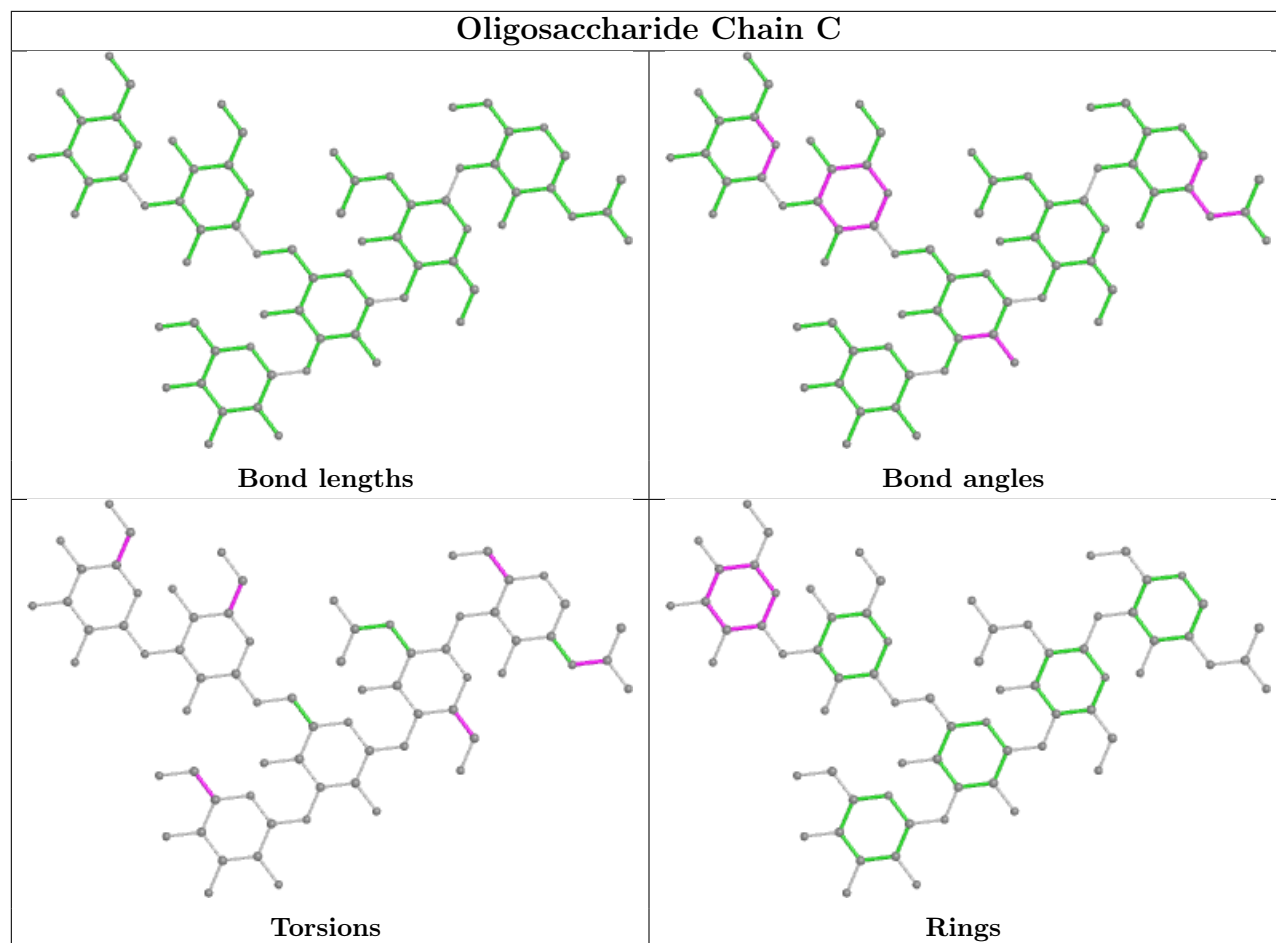 Oligosaccharide Chain C
Bond lengths
Bond angles
Torsions
Rings